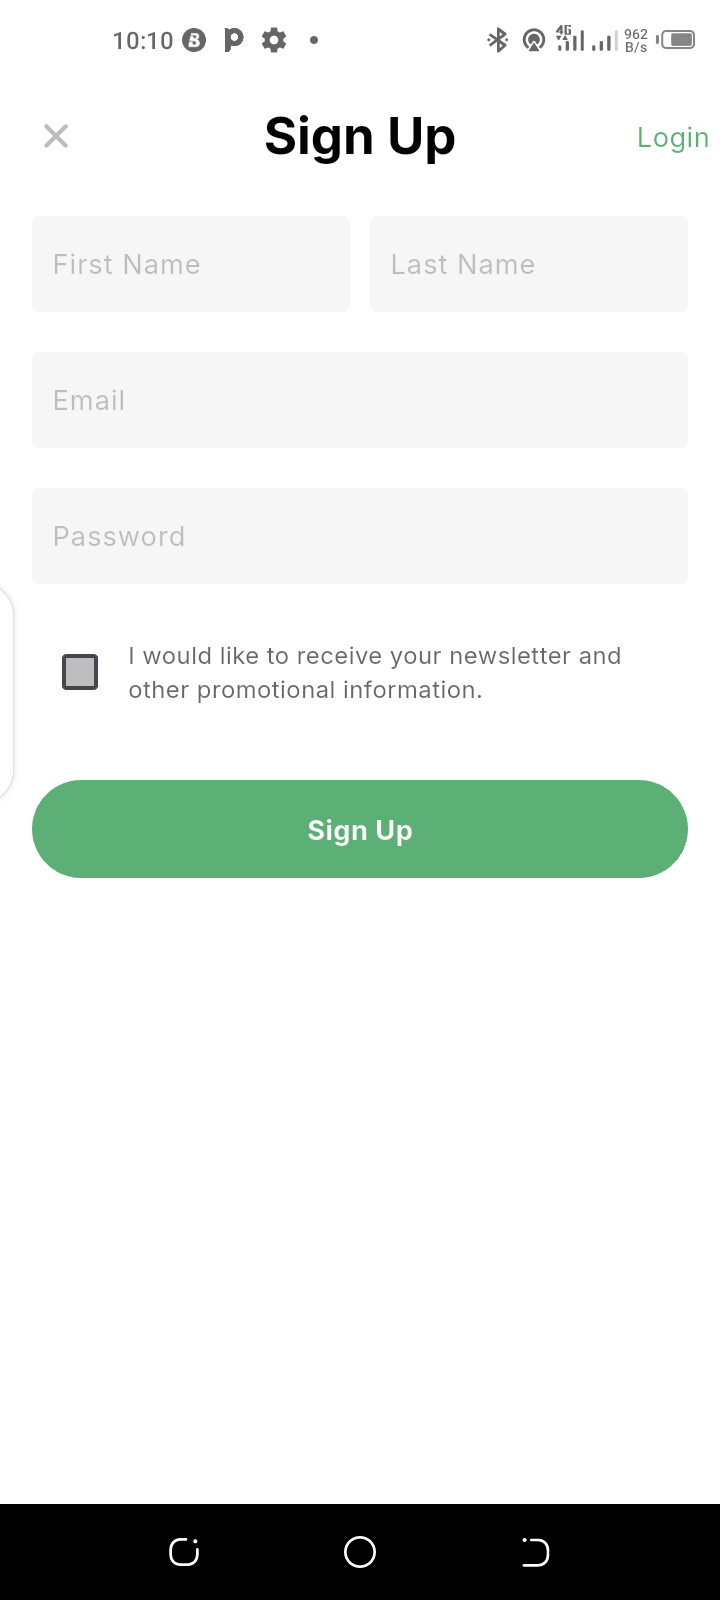 10:10
4G
962
B/s
Sign Up
Login
First Name
Last Name
Email
Password
I would like to receive your newsletter and
other promotional information.
Sign Up